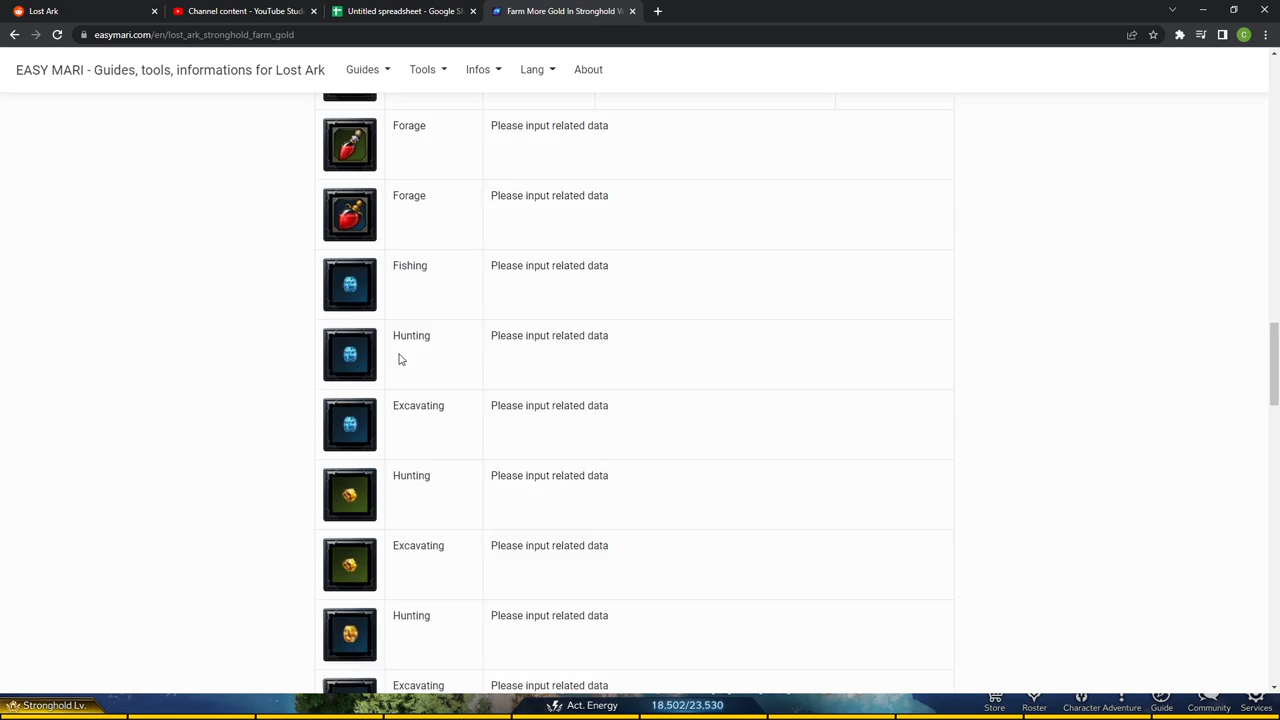 Lost Ark
Channel content - YouTube Stud
Untitled spreadsheet - Google S
Farm More Gold In Stronghold W
easymari.com/en/lost_ark_stronghold_farm_gold
C
EASY MARI - Guides, tools, informations for Lost Ark
Guides
Tools
Infos
Lang
About
Forage
Please input related data
Forage
Please input related data
Fishing
Please input related data
Hunting
Please input related data
Excavating
Please input related data
Hunting
Please input related data
Excavating
Please input related data
Hunting
Please input related data
Excavating
Please input related data
Stronghold Lv.
Act. Energy
18.502/23,530
Store
Roster
Character
Adventure
Guide
Community
Services